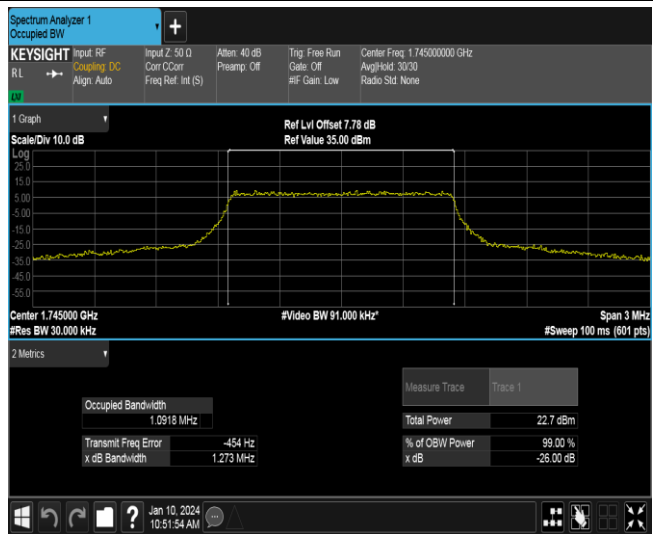 Spectrum Analyzer 1
Occupied BW
+
KEYSIGHT
RL
Input: RF
Coupling: DC
Align: Auto
Input Z: 50 Ω
Corr CCorr
Freq Ref: Int (S)
Atten: 40 dB
Preamp: Off
Trig: Free Run
Gate: Off
#IF Gain: Low
Center Freq: 1.745000000 GHz
Avg|Hold: 30/30
Radio Std: None
1 Graph
Scale/Div 10.0 dB
Ref Lvl Offset 7.78 dB
Ref Value 35.00 dBm
Log
25.0
15.0
5.00
-5.00
-15.0
-25.0
-35.0
-45.0
-55.0
Center 1.745000 GHz
#Video BW 91.000 kHz*
Span 3 MHz
#Res BW 30.000 kHz
#Sweep 100 ms (601 pts)
2 Metrics
Measure Trace Trace 1
Occupied Bandwidth
1.0918 MHz
Total Power 22.7 dBm
Transmit Freq Error -454 Hz
% of OBW Power 99.00 %
x dB Bandwidth 1.273 MHz
x dB -26.00 dB
?
Jan 10, 2024
10:51:54 AM